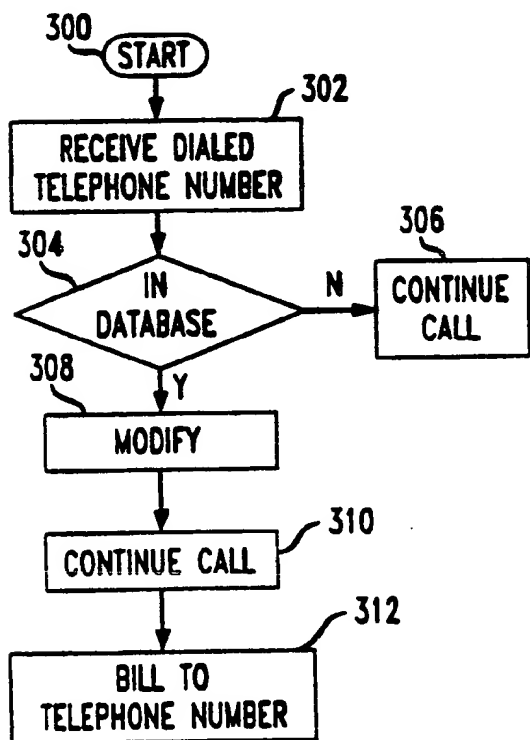 300
START
302
RECEIVE DIALED
TELEPHONE NUMBER
304
IN
DATABASE
N
306
CONTINUE
CALL
308
Y
MODIFY
310
CONTINUE CALL
312
BILL TO
TELEPHONE NUMBER